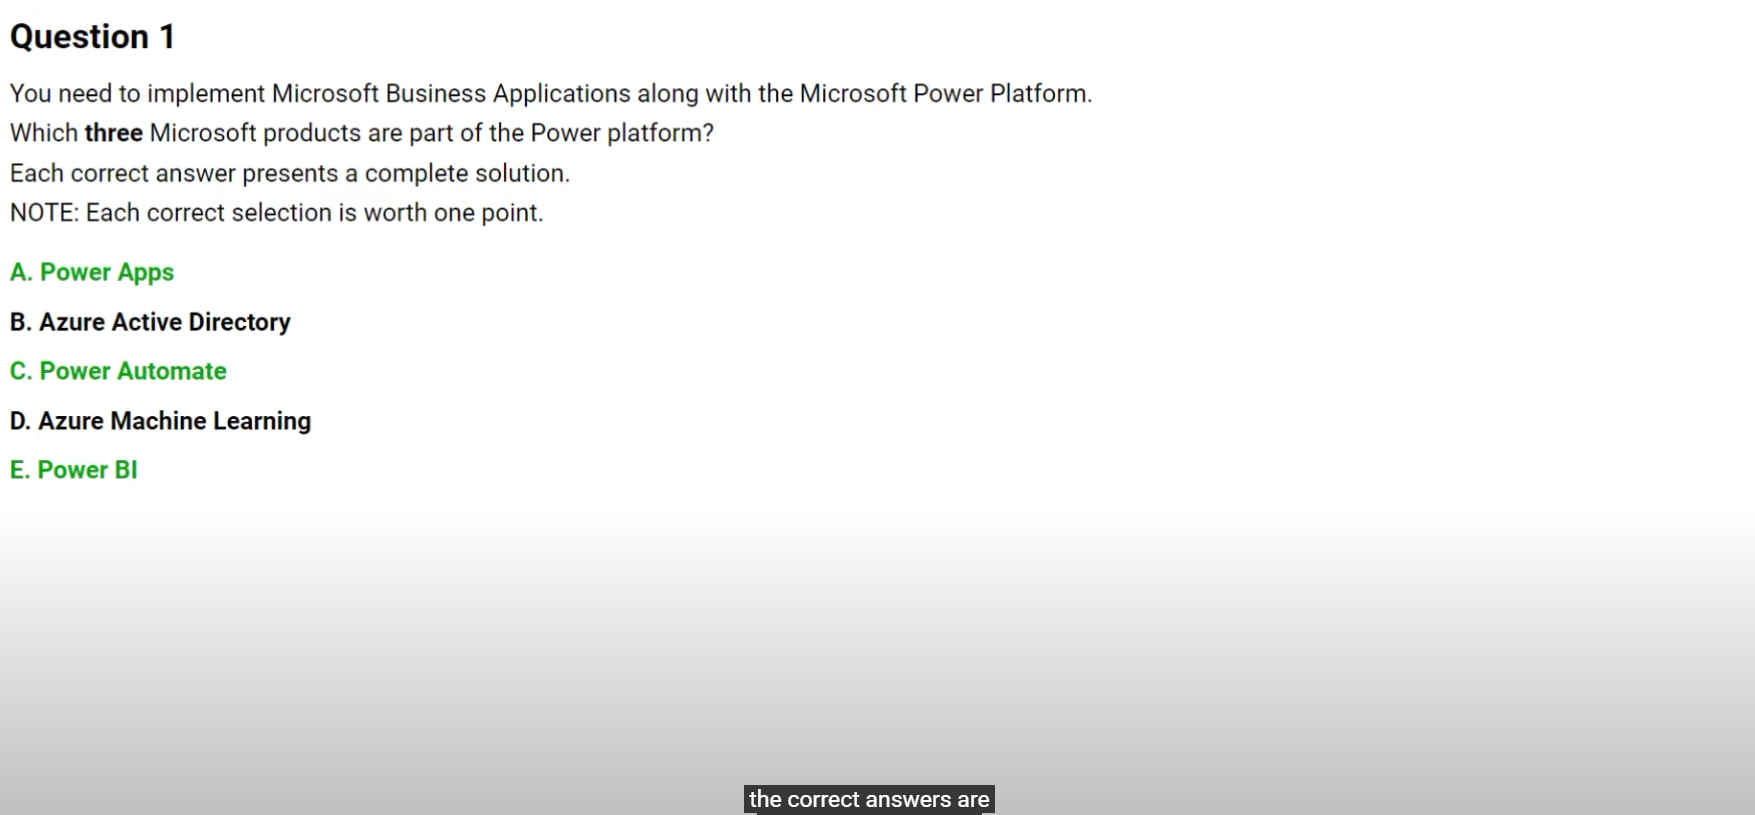 Question 1
You need to implement Microsoft Business Applications along with the Microsoft Power Platform.
Which three Microsoft products are part of the Power platform?
Each correct answer presents a complete solution.
NOTE: Each correct selection is worth one point.
A. Power Apps
B. Azure Active Directory
C. Power Automate
D. Azure Machine Learning
E. Power BI
the correct answers are